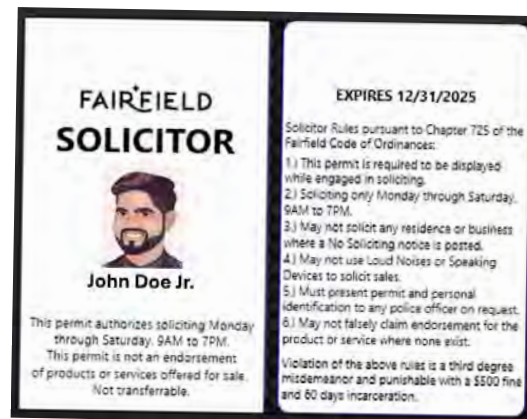 FAIRFIELD
SOLICITOR
John Doe Jr.
This permit authorizes soliciting Monday
through Saturday. 9AM to 7PM.
This permit is not an endorsement
of products or services offered for sale.
Not transferrable.
EXPIRES 12/31/2025
Solicitor Rules pursuant to Chapter 725 of the
Fairfield Code of Ordinances:
1.) This permit is required to be displayed
while engaged in soliciting.
2.) Soliciting only Monday through Saturday,
9AM to 7PM.
3.) May not solicit any residence or business
where a No Soliciting notice is posted.
4.) May not use Loud Noises or Speaking
Devices to solicit sales.
5.) Must present permit and personal
identification to any police officer on request.
6.) May not falsely claim endorsement for the
product or service where none exist.
Violation of the above rules is a third degree
misdemeanor and punishable with a $500 fine
and 60 days incarceration.